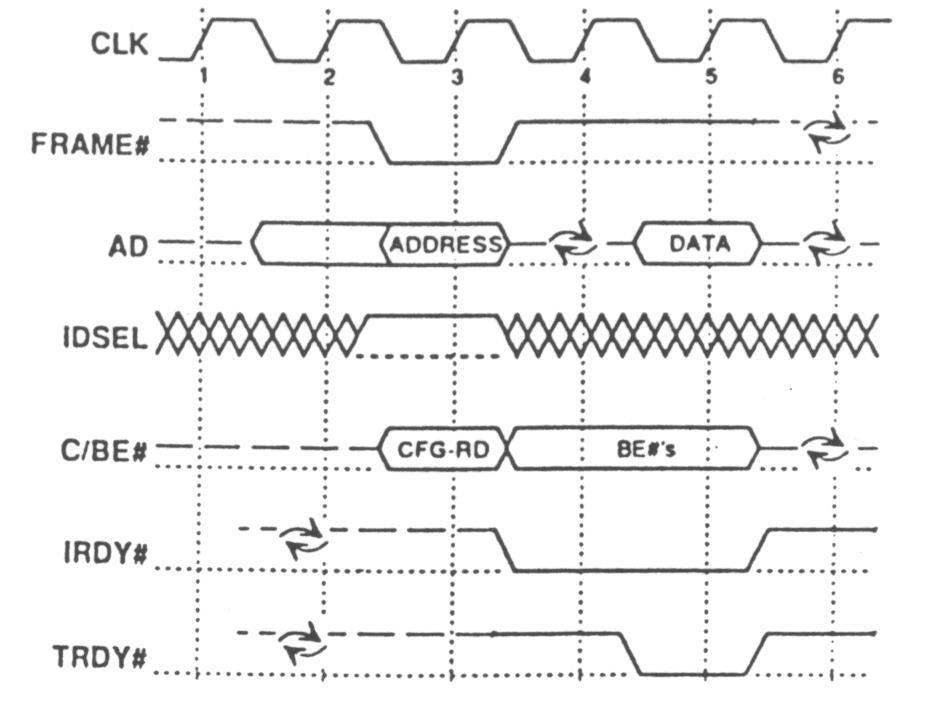 CLK
1 2 3 4 5 6
FRAME#
AD ADDRESS DATA
IDSEL
C/BE# CFG-RD BE#'s
IRDY#
TRDY#